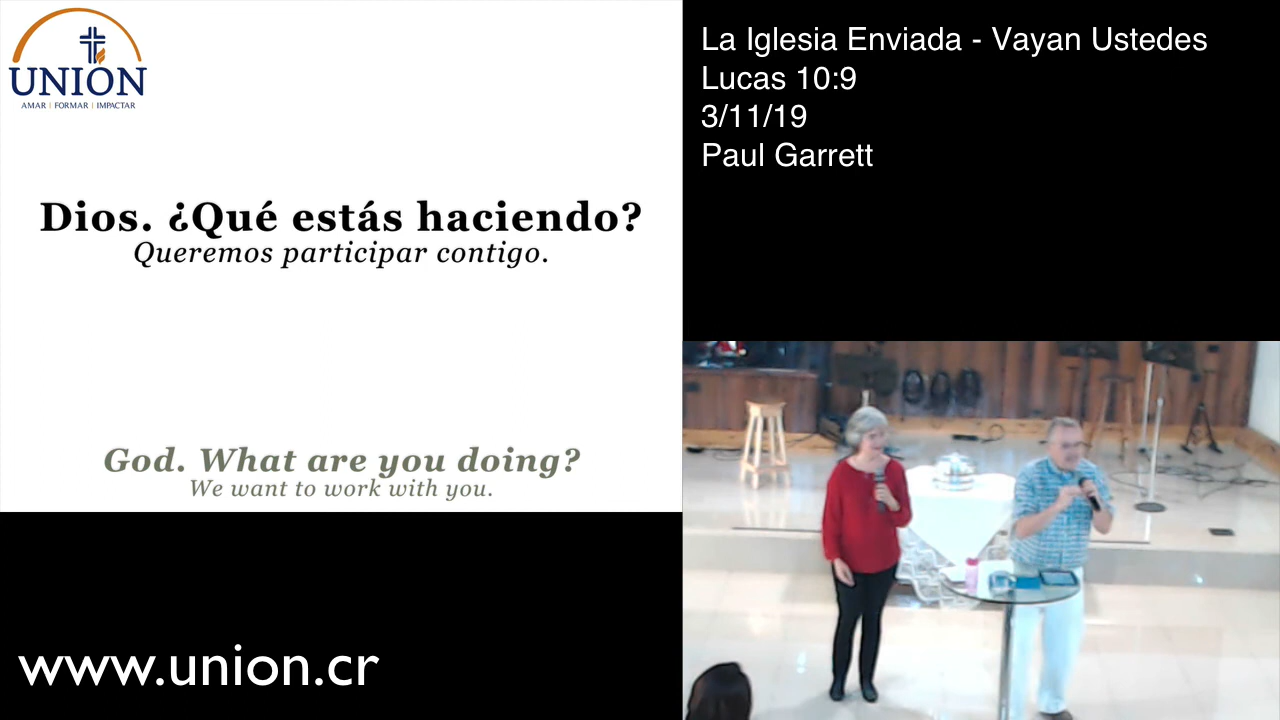 UNION
AMAR | FORMAR | IMPACTAR
Dios. ¿Qué estás haciendo?
Queremos participar contigo.
God. What are you doing?
We want to work with you.
www.union.cr
La Iglesia Enviada - Vayan Ustedes
Lucas 10:9
3/11/19
Paul Garrett